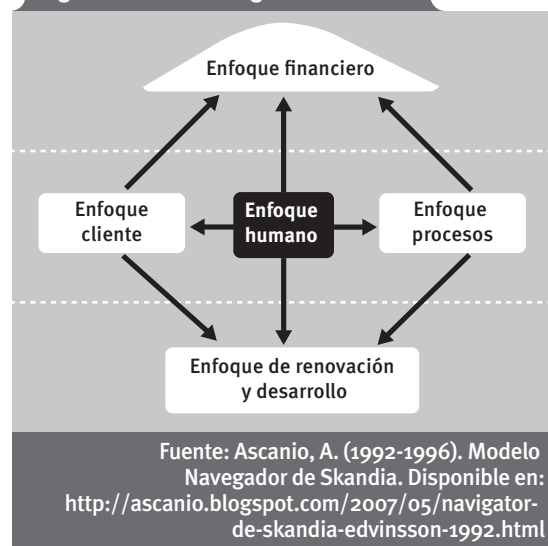 Enfoque financiero
Enfoque
cliente
Enfoque
humano
Enfoque
procesos
Enfoque de renovación
y desarrollo
Fuente: Ascanio, A. (1992-1996). Modelo
Navegador de Skandia. Disponible en:
http://ascanio.blogspot.com/2007/05/navigator-
de-skandia-edvinsson-1992.html